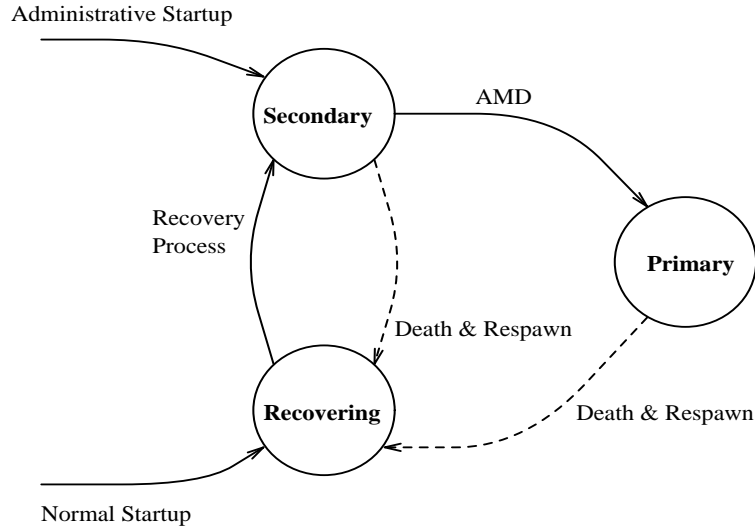 Administrative Startup
AMD
Secondary
Recovery
Process
Primary
Death & Respawn
Recovering
Death & Respawn
Normal Startup